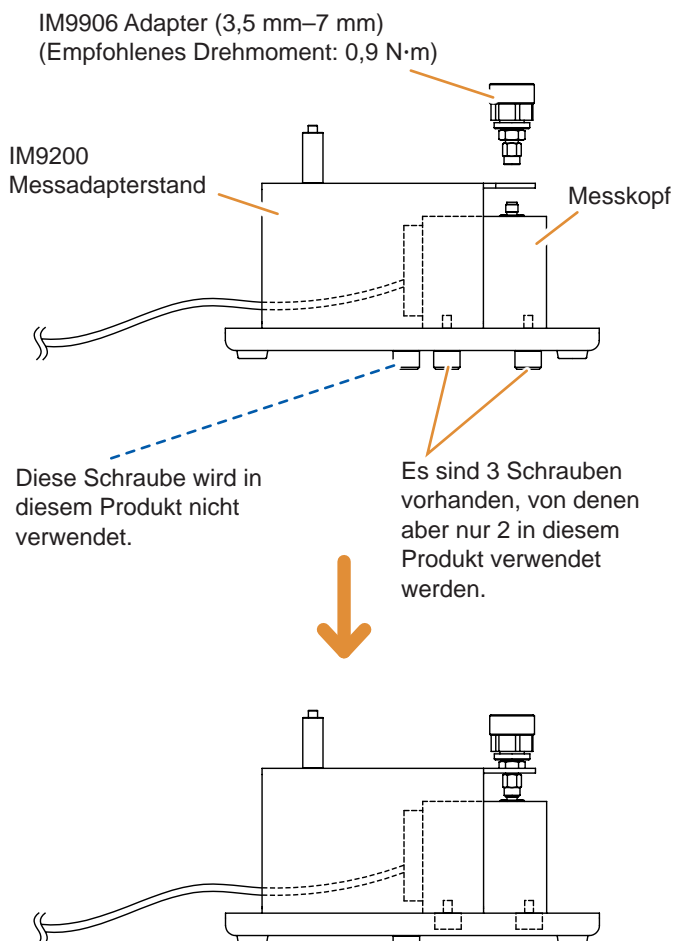 IM9906 Adapter (3,5 mm–7 mm)
(Empfohlenes Drehmoment: 0,9 N·m)
IM9200
Messadapterstand
Messkopf
Diese Schraube wird in
diesem Produkt nicht
verwendet.
Es sind 3 Schrauben
vorhanden, von denen
aber nur 2 in diesem
Produkt verwendet
werden.